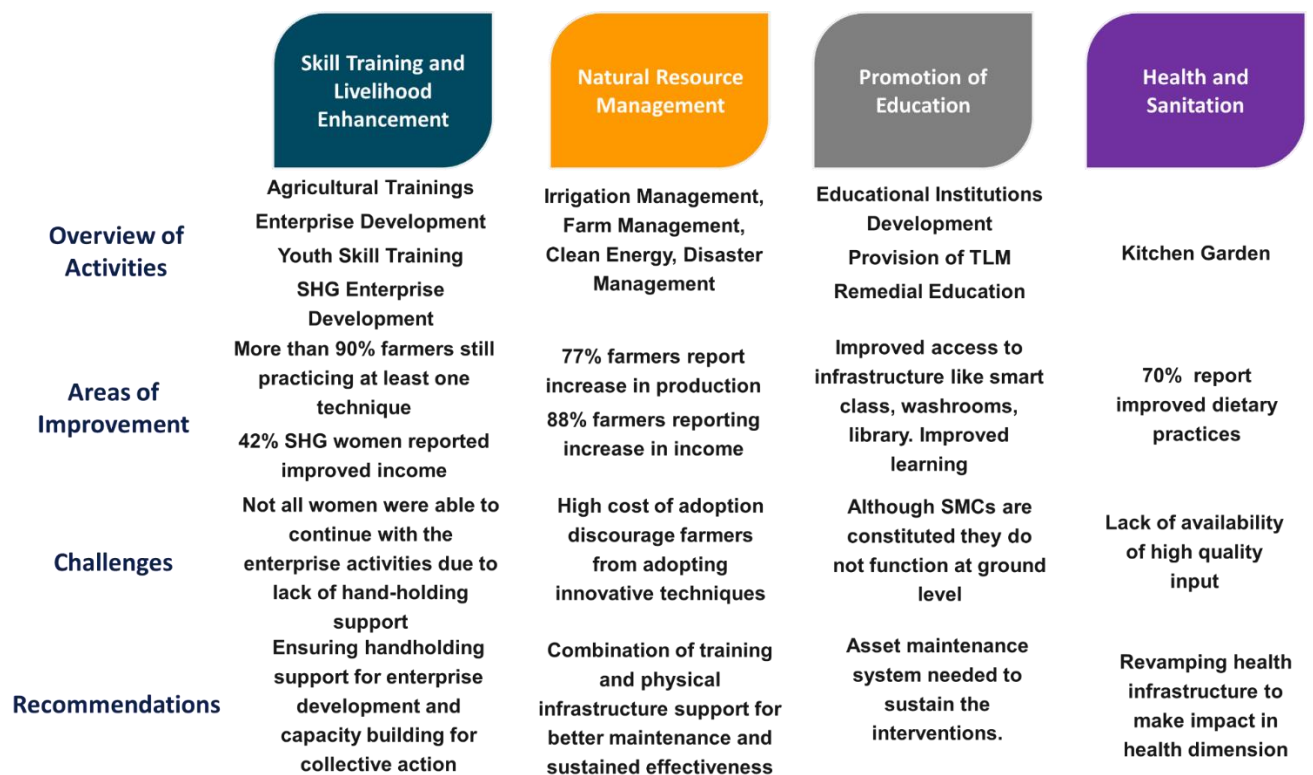 Skill Training and
Livelihood
Enhancement
Natural Resource
Management
Promotion of
Education
Health and
Sanitation
Overview of
Activities
Agricultural Trainings
Enterprise Development
Youth Skill Training
SHG Enterprise
Development
Irrigation Management,
Farm Management,
Clean Energy, Disaster
Management
Educational Institutions
Development
Provision of TLM
Remedial Education
Kitchen Garden
Areas of
Improvement
More than 90% farmers still
practicing at least one
technique
42% SHG women reported
improved income
77% farmers report
increase in production
88% farmers reporting
increase in income
Improved access to
infrastructure like smart
class, washrooms,
library. Improved
learning
70% report
improved dietary
practices
Challenges
Not all women were able to
continue with the
enterprise activities due to
lack of hand-holding
support
High cost of adoption
discourage farmers
from adopting
innovative techniques
Although SMCs are
constituted they do
not function at ground
level
Lack of availability
of high quality
input
Recommendations
Ensuring handholding
support for enterprise
development and
capacity building for
collective action
Combination of training
and physical
infrastructure support for
better maintenance and
sustained effectiveness
Asset maintenance
system needed to
sustain the
interventions.
Revamping health
infrastructure to
make impact in
health dimension